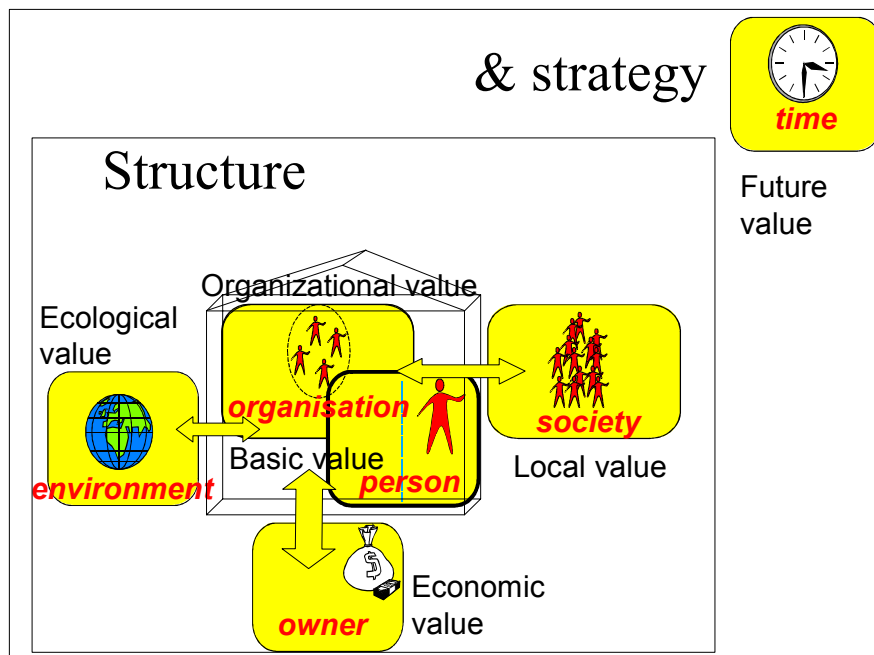 & strategy
time
Future
value
Structure
Organizational value
Ecological
value
organisation
society
Basic value
Local value
environment
person
$
owner
Economic
value